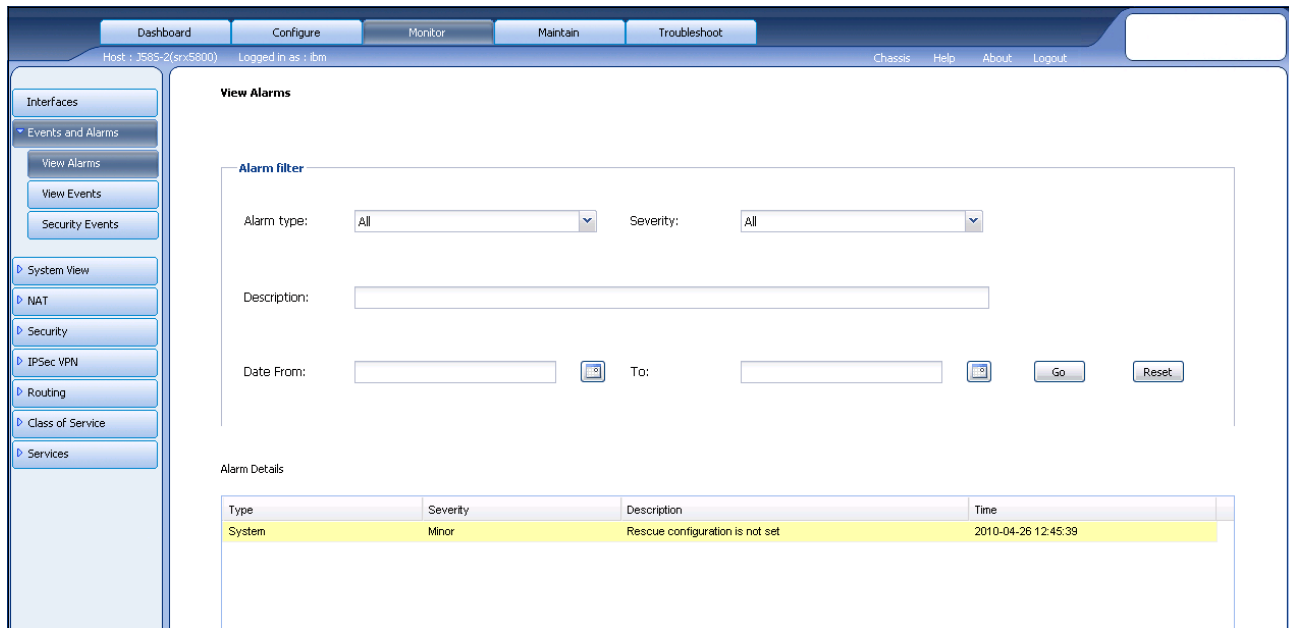 Dashboard Configure Monitor Maintain Troubleshoot
Host : J58S-2(srx5800) Logged in as : ibm Chassis Help About Logout
Interfaces
Events and Alarms
View Alarms
View Events
Security Events
System View
NAT
Security
IPSec VPN
Routing
Class of Service
Services
View Alarms
Alarm filter
Alarm type: All Severity: All
Description:
Date From: To: Go Reset
Alarm Details
Type Severity Description Time
System Minor Rescue configuration is not set 2010-04-26 12:45:39